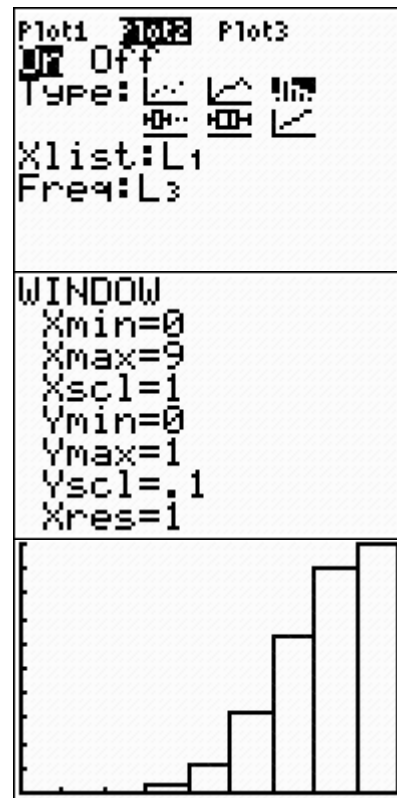 Plot1 Plot2 Plot3
On Off
Type:
Xlist:L1
Freq:L3
WINDOW
Xmin=0
Xmax=9
Xscl=1
Ymin=0
Ymax=1
Yscl=.1
Xres=1